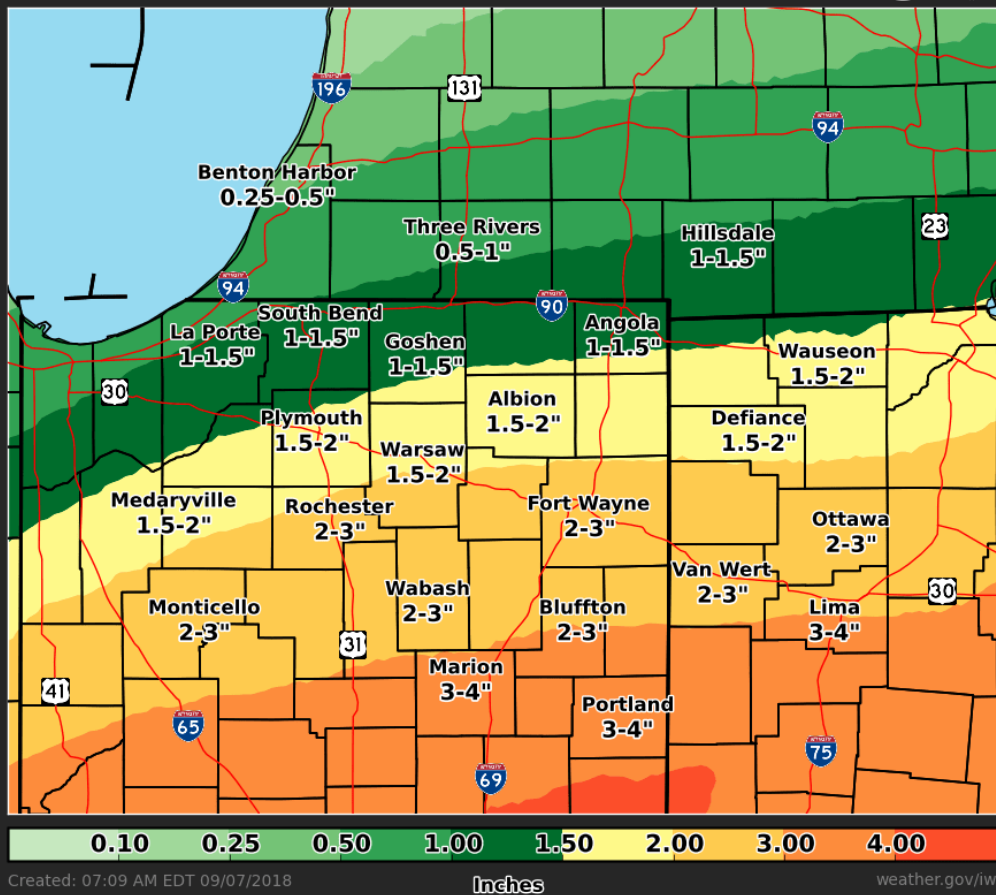 196
131
94
Benton Harbor
0.25-0.5"
Three Rivers
0.5-1"
Hillsdale
1-1.5"
23
94
90
South Bend
1-1.5"
La Porte
1-1.5"
Goshen
1-1.5"
Angola
1-1.5"
Wauseon
1.5-2"
30
Albion
1.5-2"
Plymouth
1.5-2"
Defiance
1.5-2"
Warsaw
1.5-2"
Medaryville
1.5-2"
Rochester
2-3"
Fort Wayne
2-3"
Ottawa
2-3"
Van Wert
2-3"
Wabash
2-3"
30
Monticello
2-3"
Bluffton
2-3"
Lima
3-4"
31
Marion
3-4"
41
Portland
3-4"
65
75
69
0.10 0.25 0.50 1.00 1.50 2.00 3.00 4.00
Created: 07:09 AM EDT 09/07/2018
weather.gov/iw
Inches